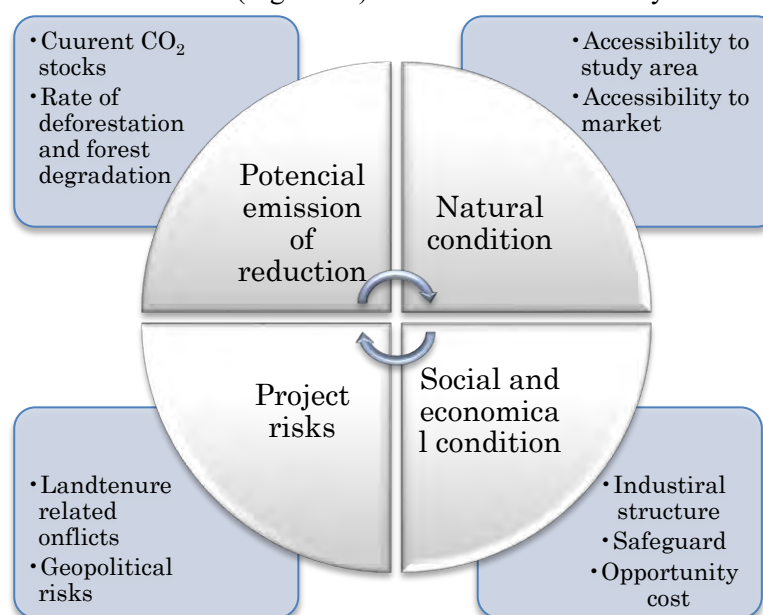 • Cuurent CO₂
stocks
• Rate of
deforestation
and forest
degradation
• Accessibility to
study area
• Accessibility to
market
Potencial
emission
of
reduction
Natural
condition
Project
risks
Social and
economica
l condition
• Landtenure
related
onflicts
• Geopolitical
risks
• Industiral
structure
• Safeguard
• Opportunity
cost